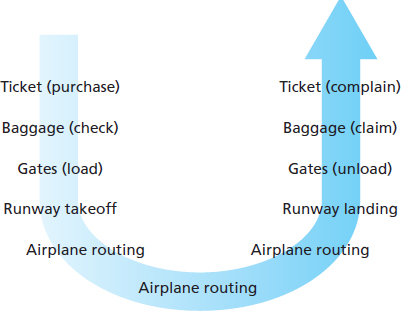 Ticket (purchase)
Baggage (check)
Gates (load)
Runway takeoff
Airplane routing
Airplane routing
Airplane routing
Runway landing
Gates (unload)
Baggage (claim)
Ticket (complain)